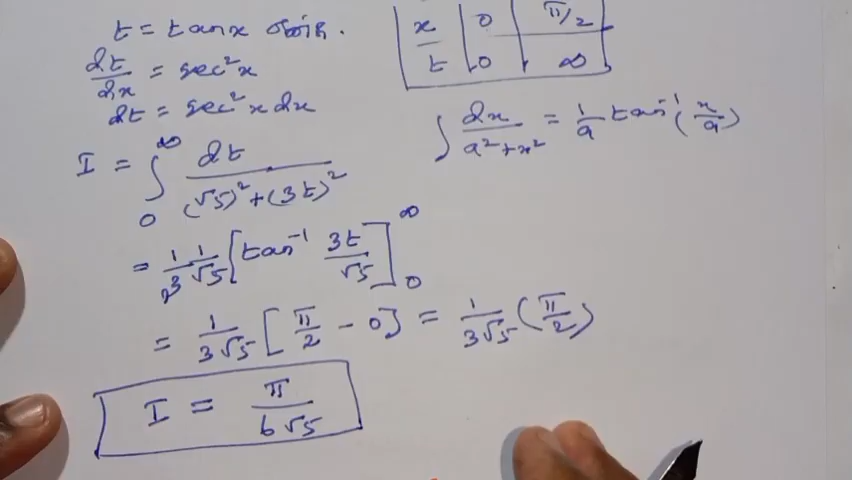 t = tanx என்க.
x | 0 | π/2
t | 0 | ∞
dt/dx = sec²x
dt = sec²x dx
∫ dx/(a²+x²) = 1/a tan⁻¹(x/a)
I = ∫₀^∞ dt/((√5)²+(3t)²)
= 1/3 1/√5 [tan⁻¹ 3t/√5]₀^∞
= 1/(3√5) [π/2 - 0] = 1/(3√5) (π/2)
I = π/(6√5)